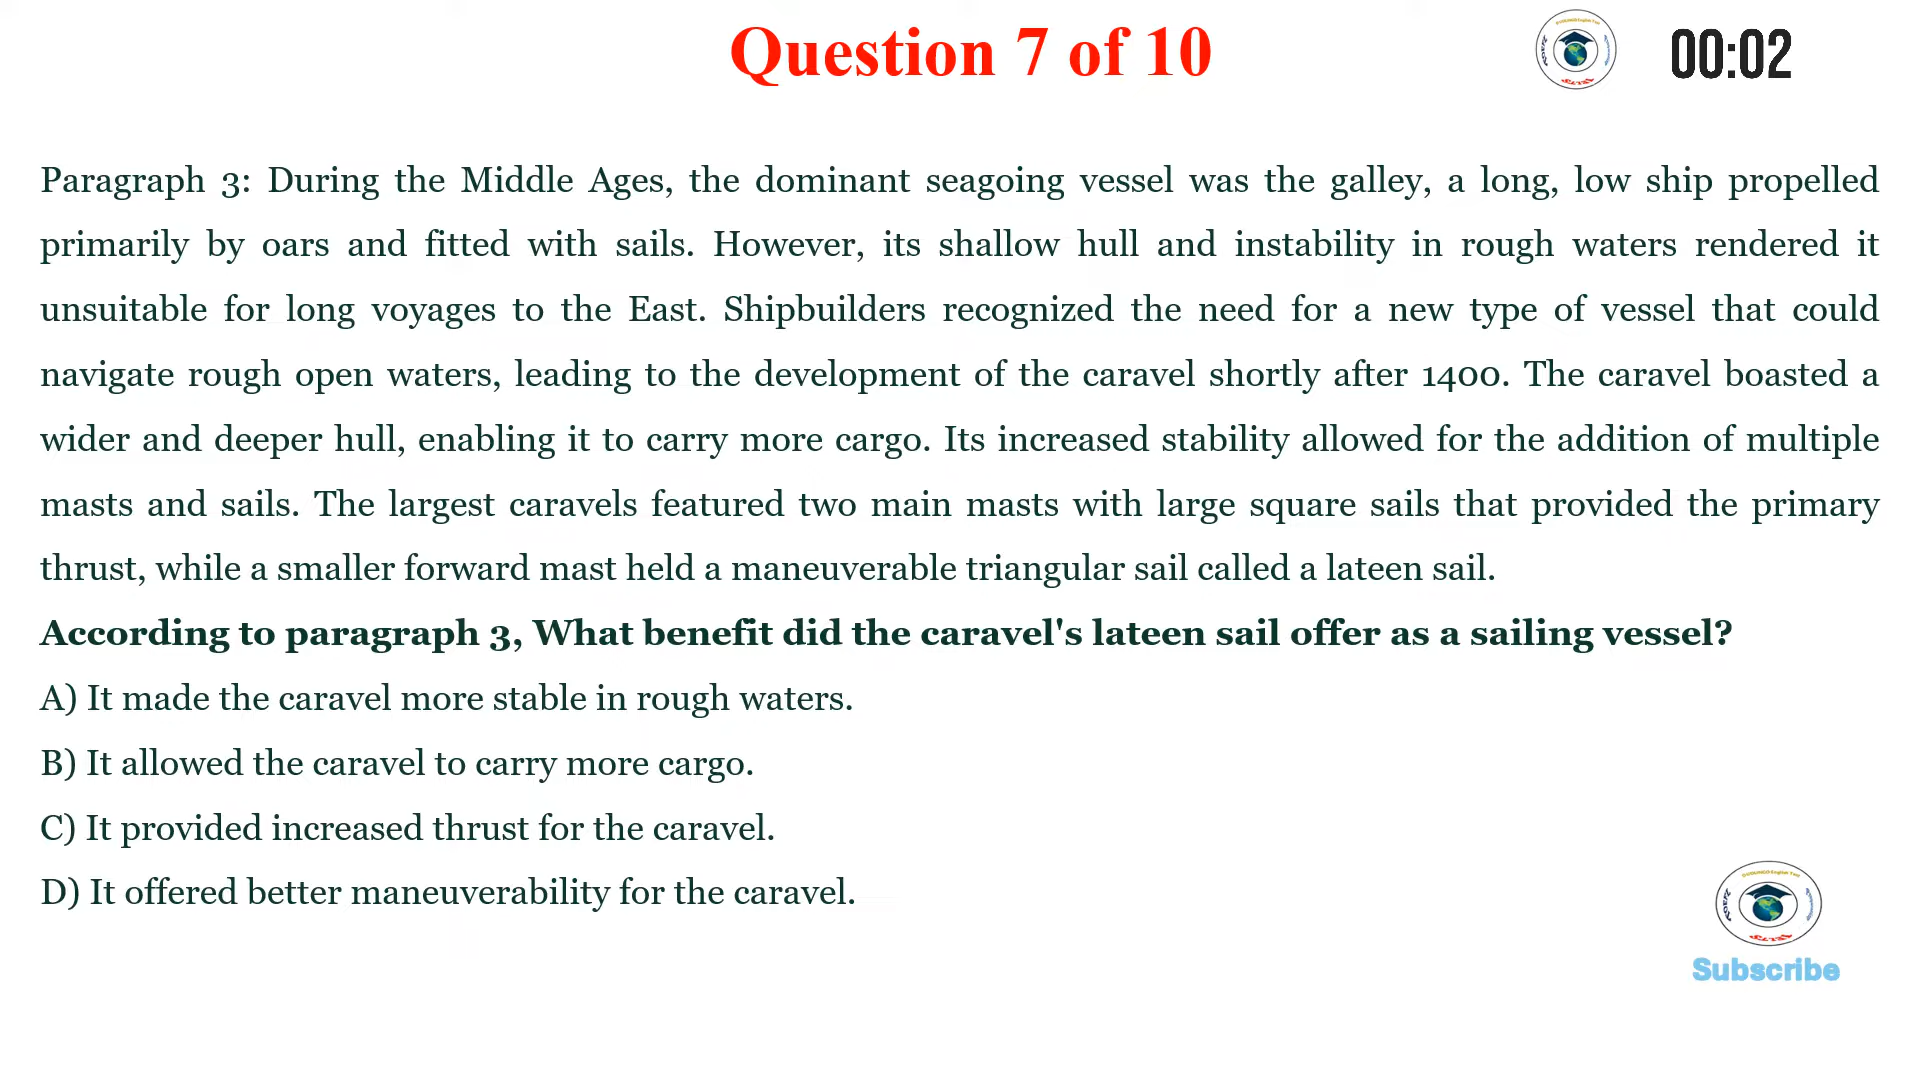 Question 7 of 10
00:02
Paragraph 3: During the Middle Ages, the dominant seagoing vessel was the galley, a long, low ship propelled
primarily by oars and fitted with sails. However, its shallow hull and instability in rough waters rendered it
unsuitable for long voyages to the East. Shipbuilders recognized the need for a new type of vessel that could
navigate rough open waters, leading to the development of the caravel shortly after 1400. The caravel boasted a
wider and deeper hull, enabling it to carry more cargo. Its increased stability allowed for the addition of multiple
masts and sails. The largest caravels featured two main masts with large square sails that provided the primary
thrust, while a smaller forward mast held a maneuverable triangular sail called a lateen sail.
According to paragraph 3, What benefit did the caravel's lateen sail offer as a sailing vessel?
A) It made the caravel more stable in rough waters.
B) It allowed the caravel to carry more cargo.
C) It provided increased thrust for the caravel.
D) It offered better maneuverability for the caravel.
Subscribe